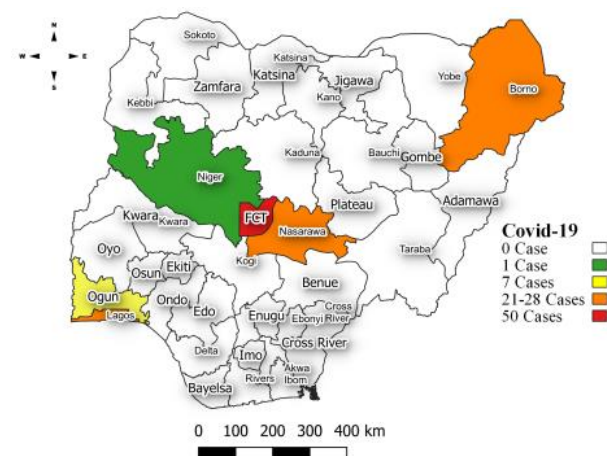 N
W E
S
Sokoto
Katsina
Zamfara
Katsina
Jigawa
Yobe
Borno
Kebbi
Kano
Niger
Kaduna
Bauchi
Gombe
Kwara
Kwara
FCT
Nasarawa
Plateau
Adamawa
Oyo
Kogi
Taraba
Osun
Ekiti
Benue
Ogun
Lagos
Ondo
Edo
Enugu
Ebonyi
Cross
River
Delta
Imo
Cross River
Bayelsa
Rivers
Akwa
Ibom
Covid-19
0 Case
1 Case
7 Cases
21-28 Cases
50 Cases
0 100 200 300 400 km